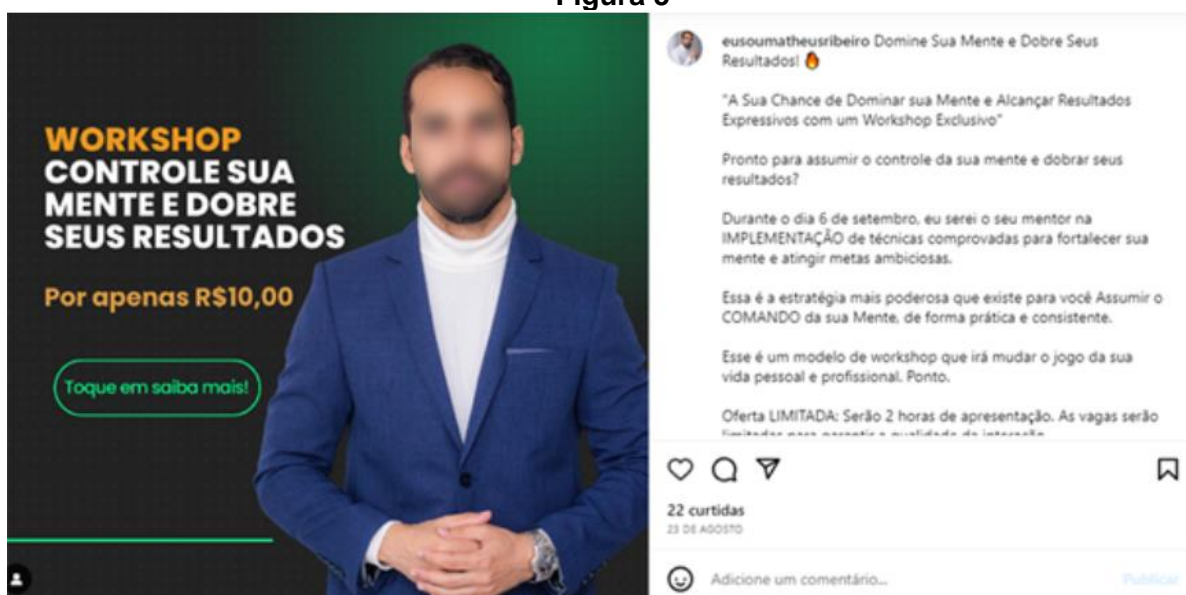 WORKSHOP
CONTROLE SUA
MENTE E DOBRE
SEUS RESULTADOS
Por apenas R$10,00
Toque em saiba mais!
eusoumatheusribeiro Domine Sua Mente e Dobre Seus
Resultados! 🔥
"A Sua Chance de Dominar sua Mente e Alcançar Resultados
Expressivos com um Workshop Exclusivo"
Pronto para assumir o controle da sua mente e dobrar seus
resultados?
Durante o dia 6 de setembro, eu serei o seu mentor na
IMPLEMENTAÇÃO de técnicas comprovadas para fortalecer sua
mente e atingir metas ambiciosas.
Essa é a estratégia mais poderosa que existe para você Assumir o
COMANDO da sua Mente, de forma prática e consistente.
Esse é um modelo de workshop que irá mudar o jogo da sua
vida pessoal e profissional. Ponto.
Oferta LIMITADA: Serão 2 horas de apresentação. As vagas serão
22 curtidas
23 DE AGOSTO
Adicione um comentário...
Publicar